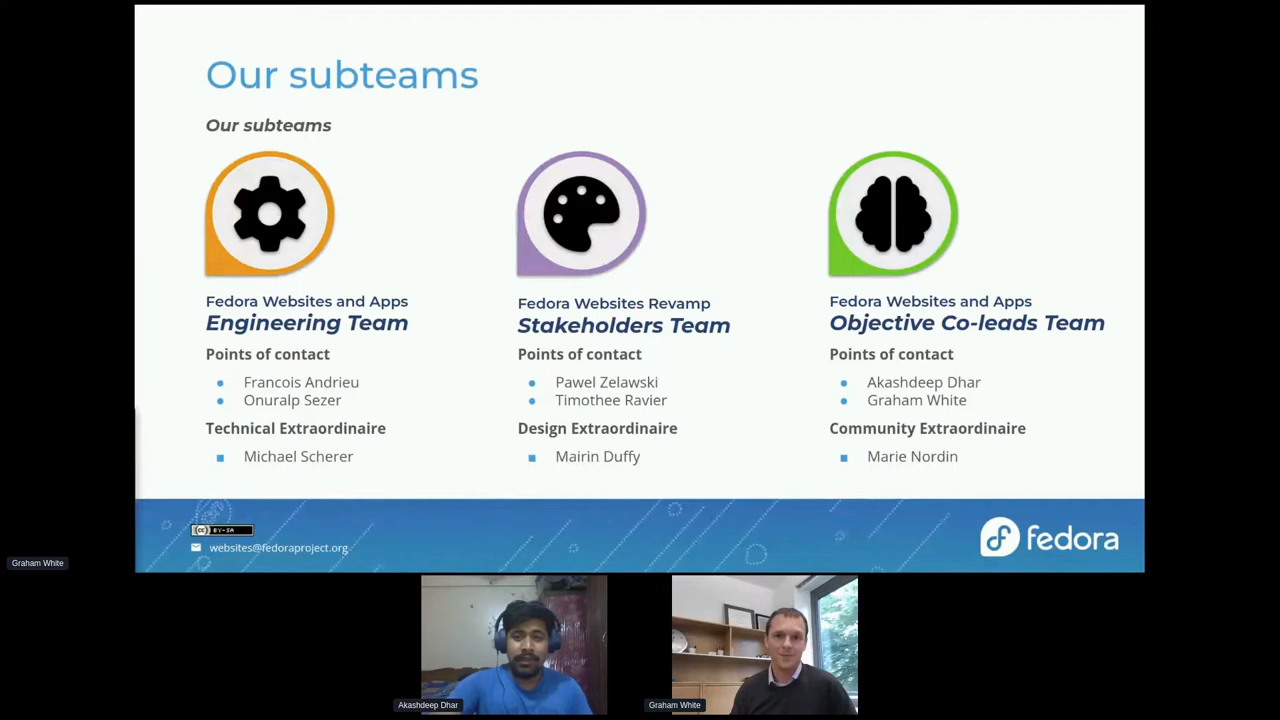 Our subteams
Our subteams
Fedora Websites and Apps
Engineering Team
Points of contact
Francois Andrieu
Onuralp Sezer
Technical Extraordinaire
Michael Scherer
Fedora Websites Revamp
Stakeholders Team
Points of contact
Pawel Zelawski
Timothee Ravier
Design Extraordinaire
Mairin Duffy
Fedora Websites and Apps
Objective Co-leads Team
Points of contact
Akashdeep Dhar
Graham White
Community Extraordinaire
Marie Nordin
cc BY-SA
websites@fedoraproject.org
fedora
Graham White
Akashdeep Dhar
Graham White